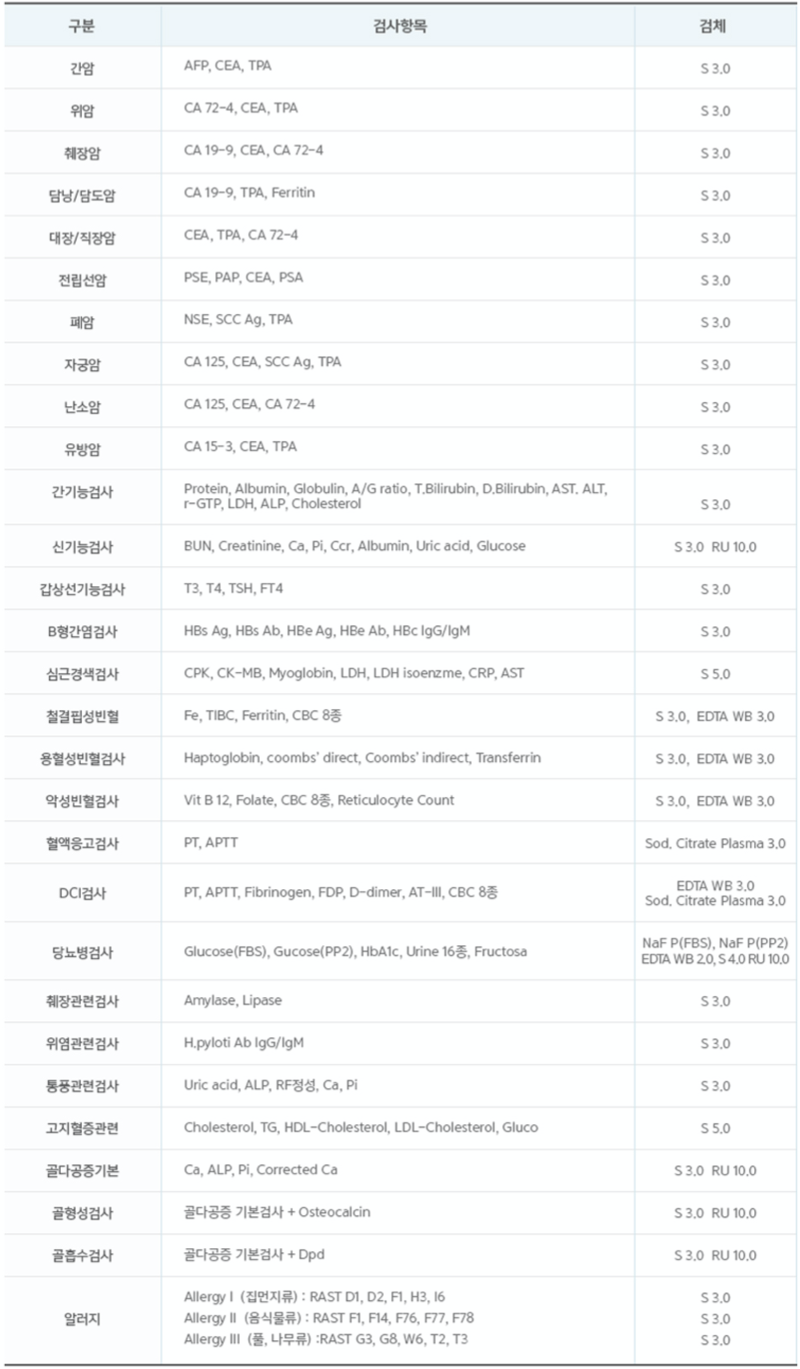 구분 검사항목 검체
간암 AFP, CEA, TPA S 3.0
위암 CA 72-4, CEA, TPA S 3.0
췌장암 CA 19-9, CEA, CA 72-4 S 3.0
담낭/담도암 CA 19-9, TPA, Ferritin S 3.0
대장/직장암 CEA, TPA, CA 72-4 S 3.0
전립선암 PSE, PAP, CEA, PSA S 3.0
폐암 NSE, SCC Ag, TPA S 3.0
자궁암 CA 125, CEA, SCC Ag, TPA S 3.0
난소암 CA 125, CEA, CA 72-4 S 3.0
유방암 CA 15-3, CEA, TPA S 3.0
간기능검사 Protein, Albumin, Globulin, A/G ratio, T.Bilirubin, D.Bilirubin, AST. ALT,
r-GTP, LDH, ALP, Cholesterol S 3.0
신기능검사 BUN, Creatinine, Ca, Pi, Ccr, Albumin, Uric acid, Glucose S 3.0 RU 10.0
갑상선기능검사 T3, T4, TSH, FT4 S 3.0
B형간염검사 HBs Ag, HBs Ab, HBe Ag, HBe Ab, HBc IgG/IgM S 3.0
심근경색검사 CPK, CK-MB, Myoglobin, LDH, LDH isoenzme, CRP, AST S 5.0
철결핍성빈혈 Fe, TIBC, Ferritin, CBC 8종 S 3.0, EDTA WB 3.0
용혈성빈혈검사 Haptoglobin, coombs' direct, Coombs' indirect, Transferrin S 3.0, EDTA WB 3.0
악성빈혈검사 Vit B 12, Folate, CBC 8종, Reticulocyte Count S 3.0, EDTA WB 3.0
혈액응고검사 PT, APTT Sod. Citrate Plasma 3.0
DCI검사 PT, APTT, Fibrinogen, FDP, D-dimer, AT-III, CBC 8종 EDTA WB 3.0
Sod. Citrate Plasma 3.0
당뇨병검사 Glucose(FBS), Gucose(PP2), HbA1c, Urine 16종, Fructosa NaF P(FBS), NaF P(PP2)
EDTA WB 2.0, S 4.0 RU 10.0
췌장관련검사 Amylase, Lipase S 3.0
위염관련검사 H.pyloti Ab IgG/IgM S 3.0
통풍관련검사 Uric acid, ALP, RF정성, Ca, Pi S 3.0
고지혈증관련 Cholesterol, TG, HDL-Cholesterol, LDL-Cholesterol, Gluco S 5.0
골다공증기본 Ca, ALP, Pi, Corrected Ca S 3.0 RU 10.0
골형성검사 골다공증 기본검사 + Osteocalcin S 3.0 RU 10.0
골흡수검사 골다공증 기본검사 + Dpd S 3.0 RU 10.0
알러지 Allergy I (집먼지류) : RAST D1, D2, F1, H3, I6 S 3.0
Allergy II (음식물류) : RAST F1, F14, F76, F77, F78 S 3.0
Allergy III (풀, 나무류) :RAST G3, G8, W6, T2, T3 S 3.0